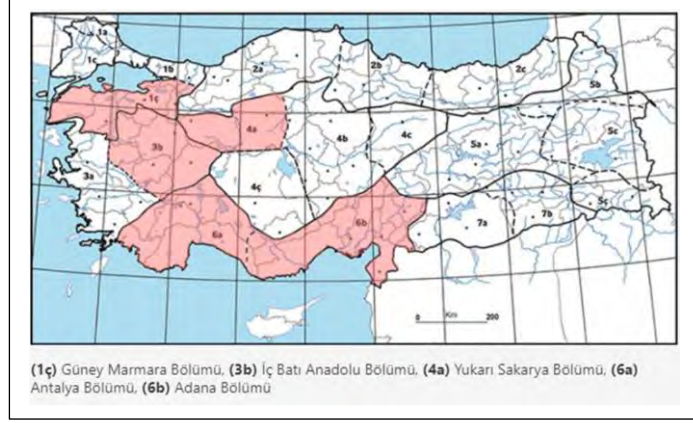 1a
1c
1b
2a
2b
2c
5b
1ç
4a
4b
4c
5a
5c
3b
3a
4ç
6a
6b
7a
7b
5ç
0 Km 200
(1ç) Güney Marmara Bölümü, (3b) İç Batı Anadolu Bölümü, (4a) Yukarı Sakarya Bölümü, (6a)
Antalya Bölümü, (6b) Adana Bölümü